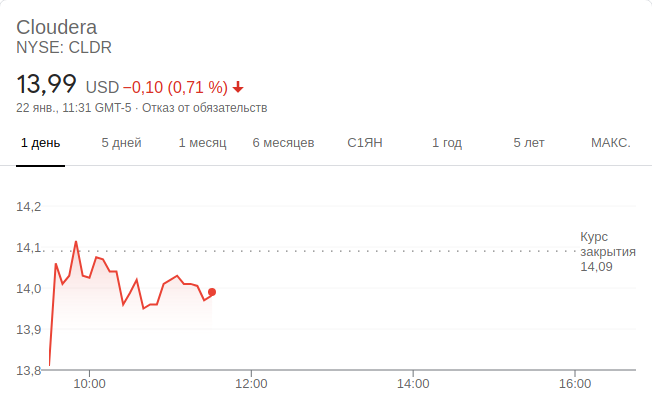 Cloudera
NYSE: CLDR
13,99 USD −0,10 (0,71 %)
22 янв., 11:31 GMT-5 · Отказ от обязательств
1 день 5 дней 1 месяц 6 месяцев С1ЯН 1 год 5 лет МАКС.
14,2
Курс
14,1 закрытия
14,09
14,0
13,9
13,8
10:00 12:00 14:00 16:00